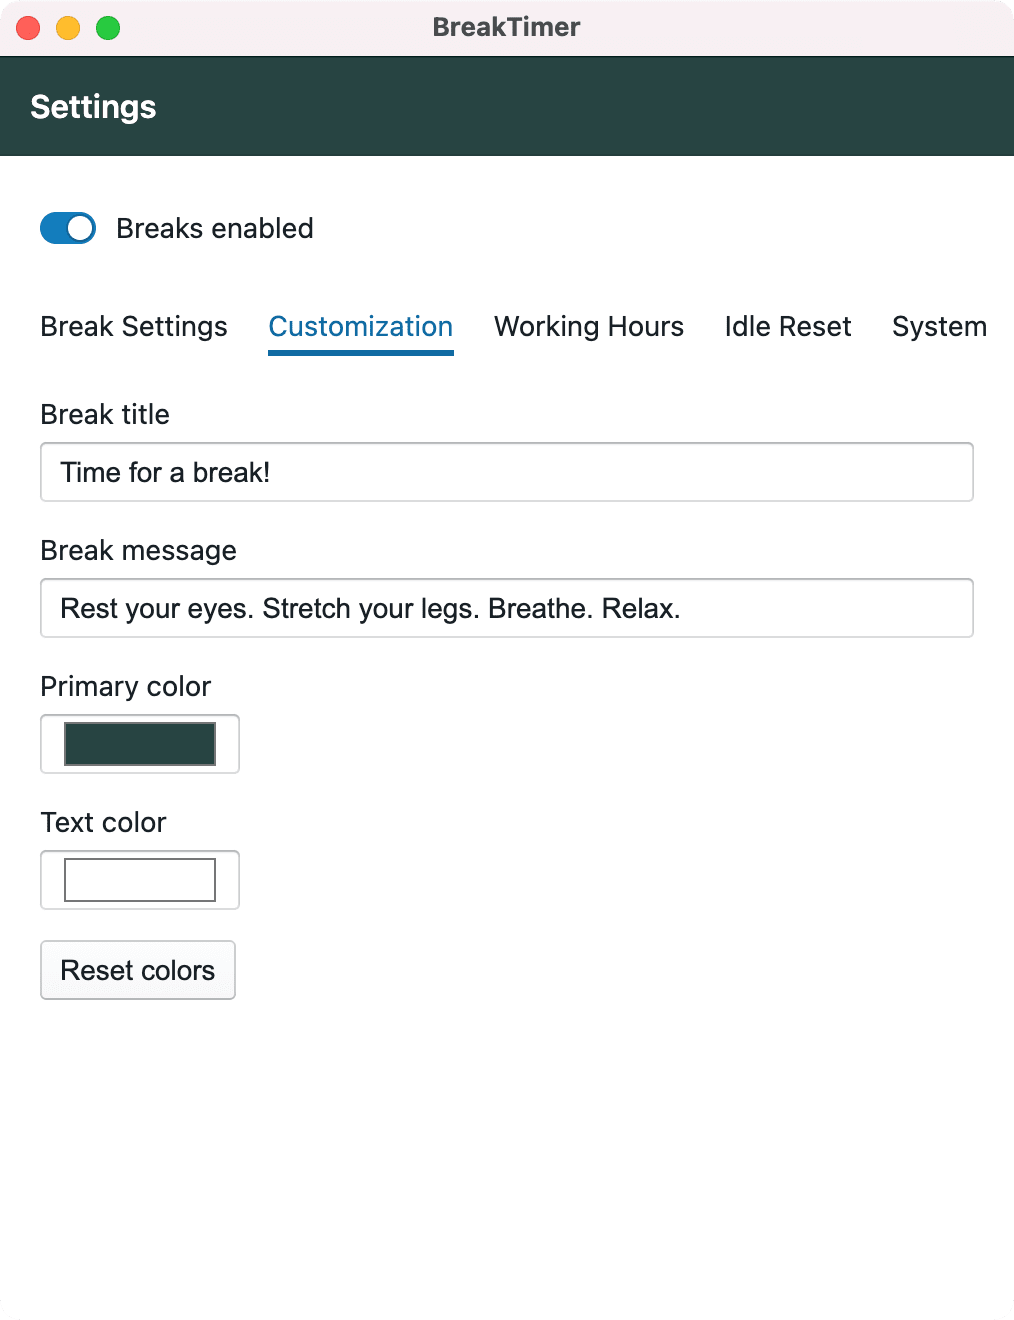 BreakTimer
Settings
Breaks enabled
Break Settings Customization Working Hours Idle Reset System
Break title
Time for a break!
Break message
Rest your eyes. Stretch your legs. Breathe. Relax.
Primary color
Text color
Reset colors